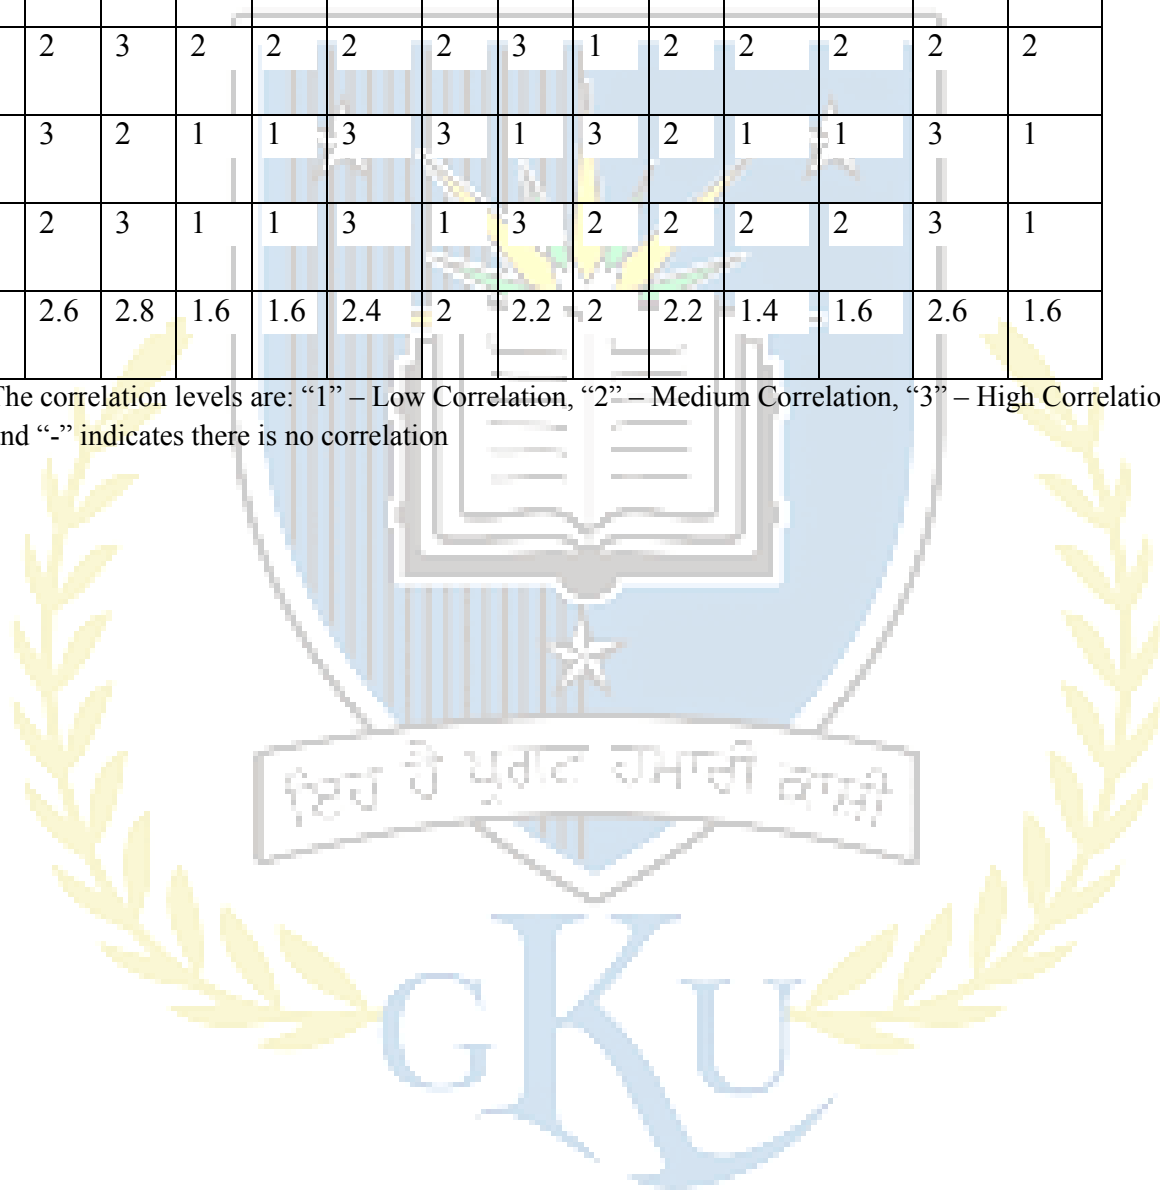 2 3 2 2 2 2 3 1 2 2 2 2 2
3 2 1 1 3 3 1 3 2 1 1 3 1
2 3 1 1 3 1 3 2 2 2 2 3 1
2.6 2.8 1.6 1.6 2.4 2 2.2 2 2.2 1.4 1.6 2.6 1.6
The correlation levels are: “1” – Low Correlation, “2” – Medium Correlation, “3” – High Correlatio
nd “-” indicates there is no correlation
ਇਹ ਹੈ ਪ੍ਰਗਟ ਹਮਾਰੀ ਕਾਸੀ
GKU